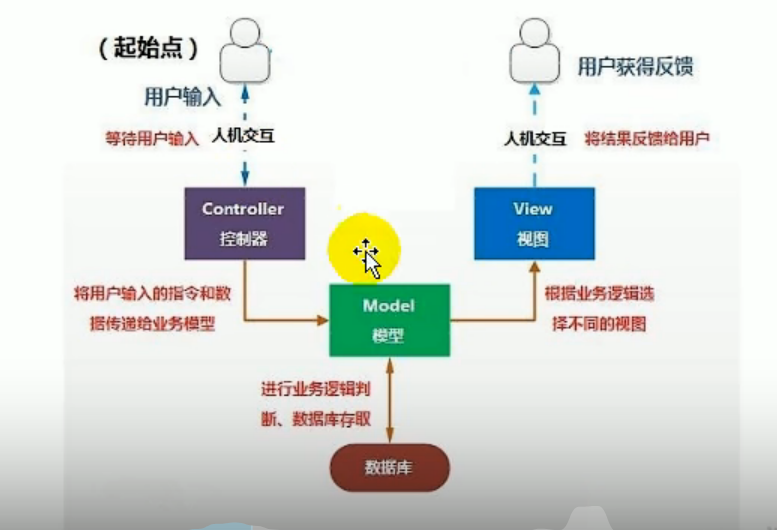 （起始点）
用户输入
等待用户输入
人机交互
Controller
控制器
将用户输入的指令和数
据传递给业务模型
Model
模型
进行业务逻辑判
断、数据库存取
数据库
根据业务逻辑选
择不同的视图
View
视图
人机交互
将结果反馈给用户
用户获得反馈